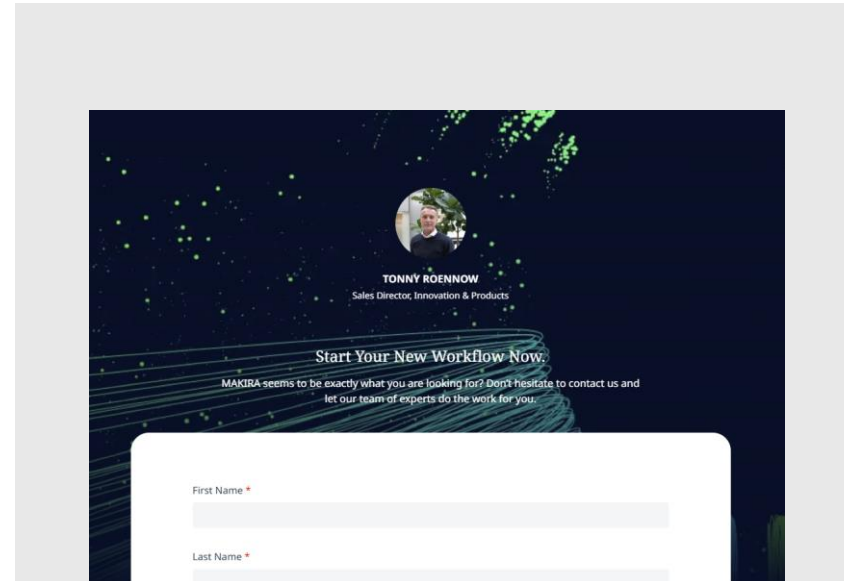 TONNY ROENNOW
Sales Director, Innovation & Products
Start Your New Workflow Now.
MAKIRA seems to be exactly what you are looking for? Don't hesitate to contact us and
let our team of experts do the work for you.
First Name *
Last Name *